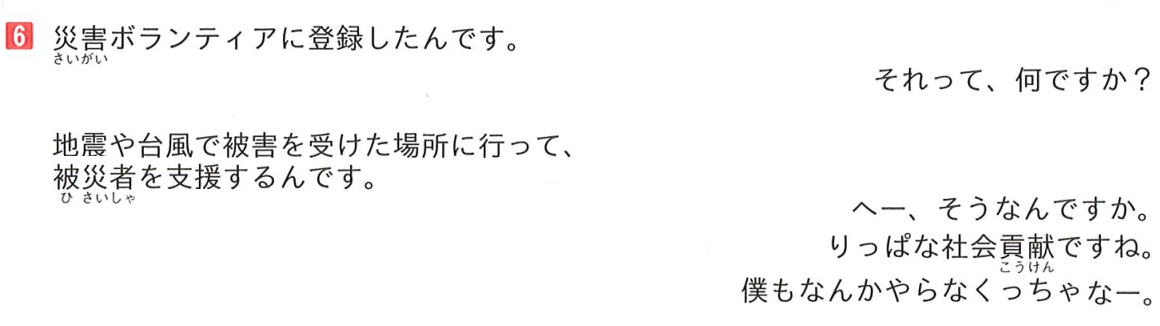 6 災害ボランティアに登録したんです。
さいがい
それって、何ですか？
地震や台風で被害を受けた場所に行って、
被災者を支援するんです。
ひ さいしゃ
へー、そうなんですか。
りっぱな社会貢献ですね。
こうけん
僕もなんかやらなくっちゃなー。